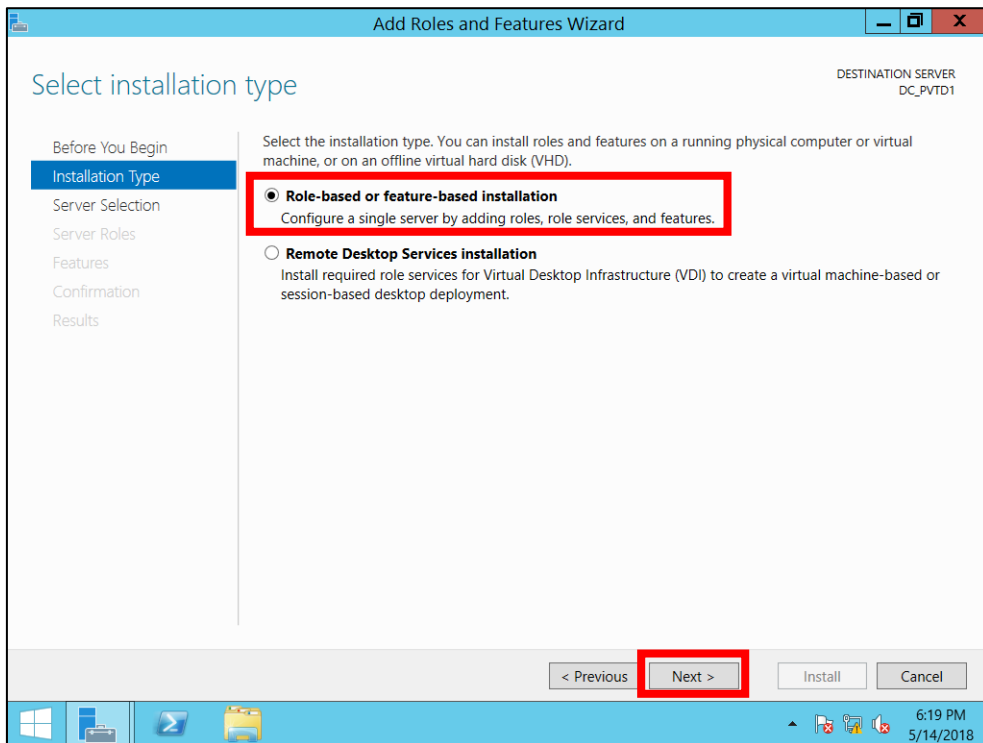 Add Roles and Features Wizard
Select installation type
DESTINATION SERVER
DC_PVTD1
Before You Begin
Installation Type
Server Selection
Server Roles
Features
Confirmation
Results
Select the installation type. You can install roles and features on a running physical computer or virtual
machine, or on an offline virtual hard disk (VHD).
Role-based or feature-based installation
Configure a single server by adding roles, role services, and features.
Remote Desktop Services installation
Install required role services for Virtual Desktop Infrastructure (VDI) to create a virtual machine-based or
session-based desktop deployment.
< Previous
Next >
Install
Cancel
6:19 PM
5/14/2018